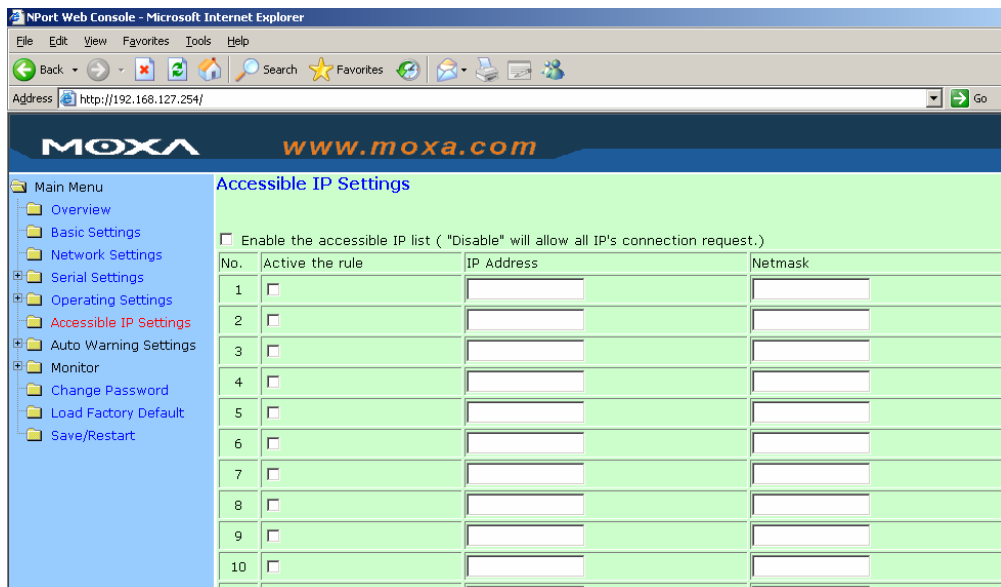 NPort Web Console - Microsoft Internet Explorer
File Edit View Favorites Tools Help
Back Search Favorites
Address http://192.168.127.254/ Go
MOXA www.moxa.com
Main Menu
Overview
Basic Settings
Network Settings
Serial Settings
Operating Settings
Accessible IP Settings
Auto Warning Settings
Monitor
Change Password
Load Factory Default
Save/Restart
Accessible IP Settings
Enable the accessible IP list ( "Disable" will allow all IP's connection request.)
No. Active the rule IP Address Netmask
1
2
3
4
5
6
7
8
9
10